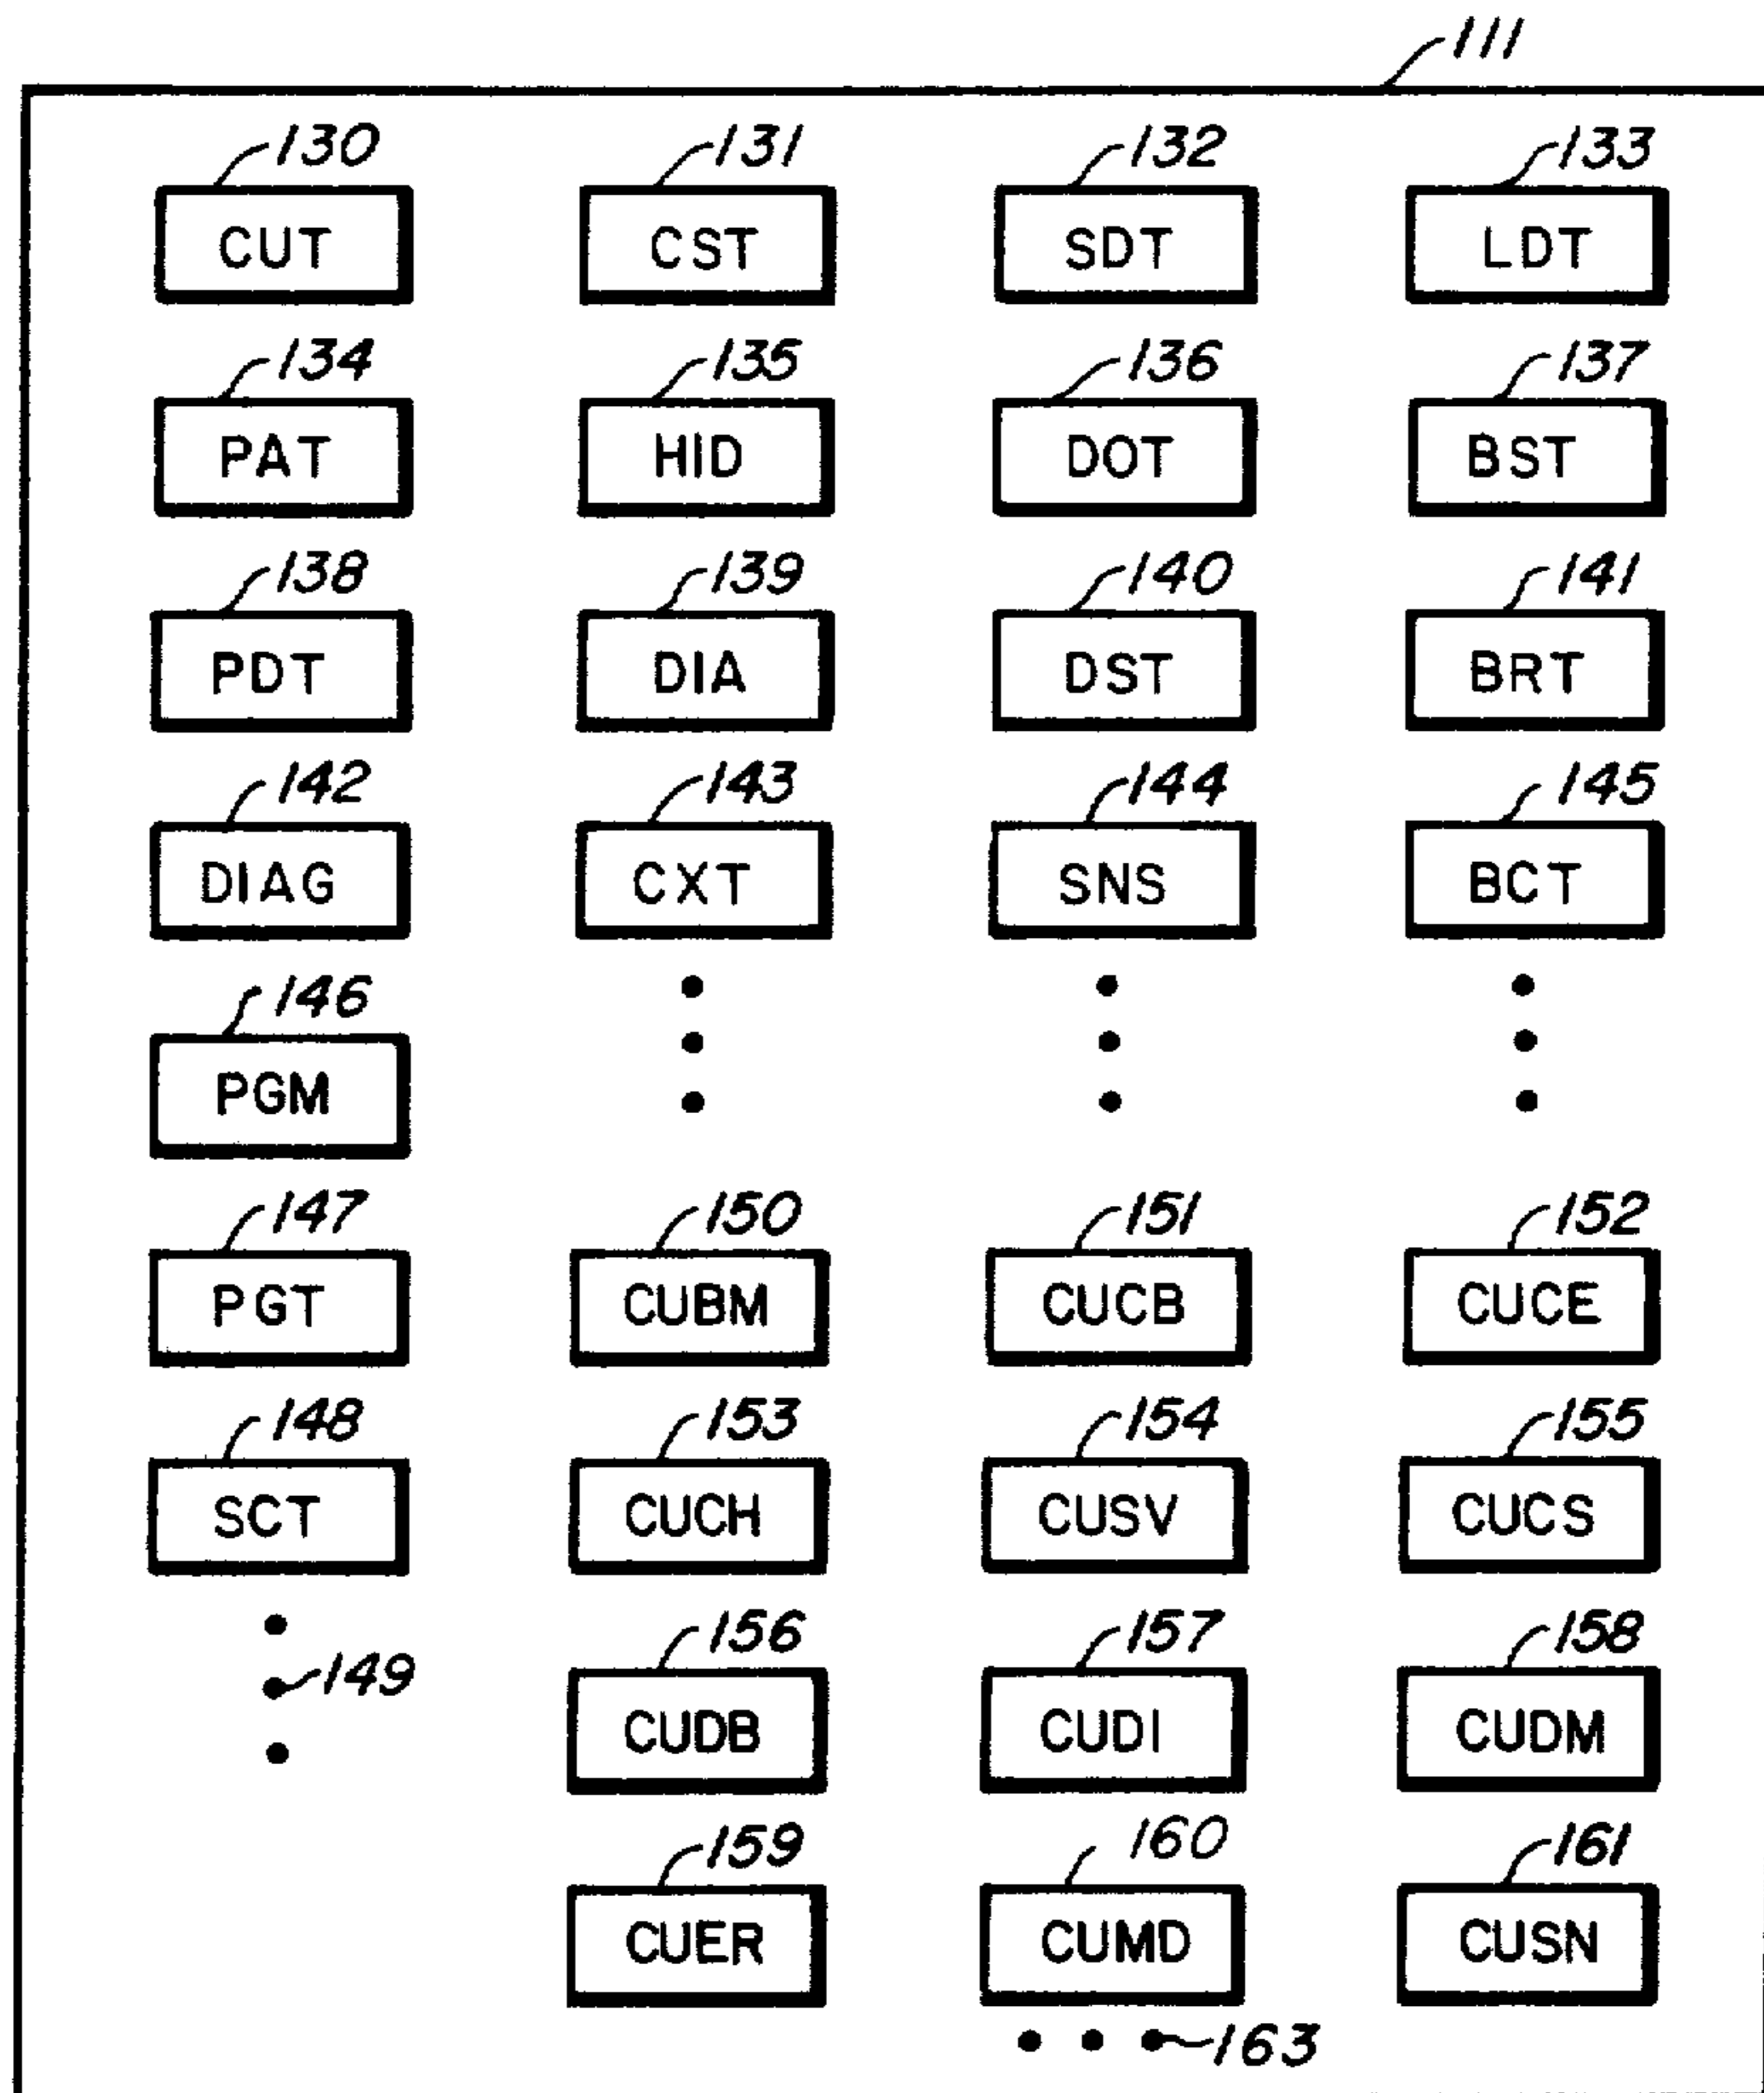 111
130 131 132 133
CUT CST SDT LDT
134 135 136 137
PAT HID DOT BST
138 139 140 141
PDT DIA DST BRT
142 143 144 145
DIAG CXT SNS BCT
146
PGM
147 150 151 152
PGT CUBM CUCB CUCE
148 153 154 155
SCT CUCH CUSV CUCS
156 157 158
149
CUDB CUDI CUDM
159 160 161
CUER CUMD CUSN
163